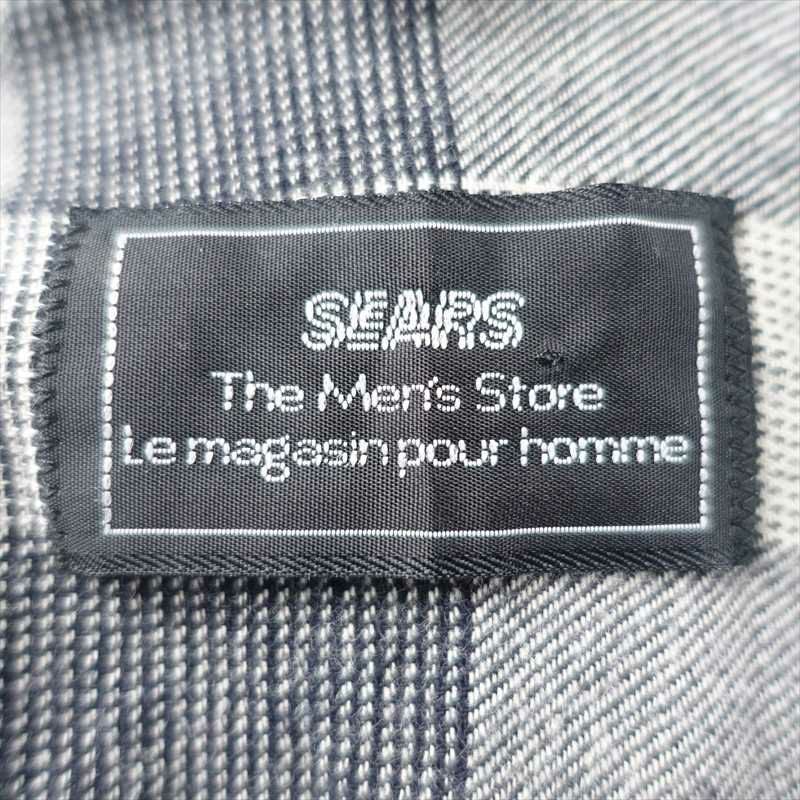 SEARS
The Men's Store
Le magasin pour homme